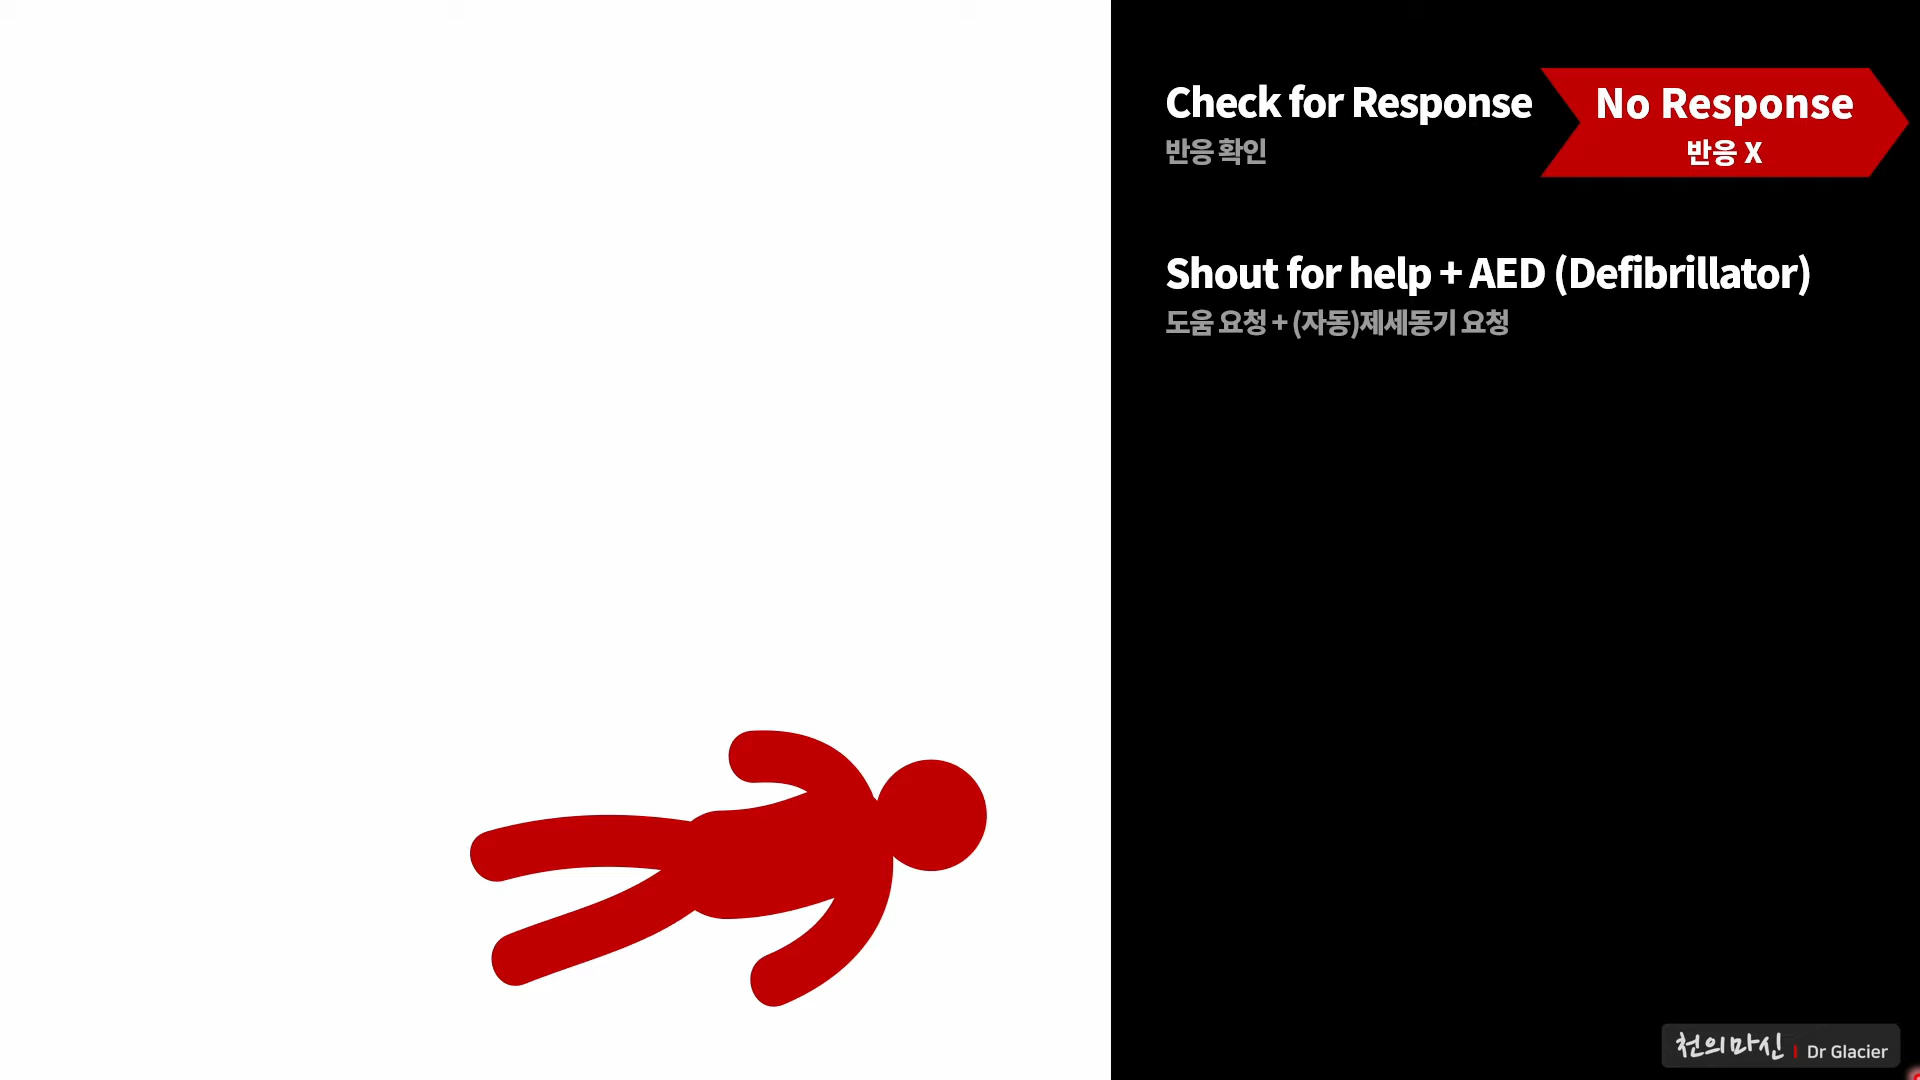 Check for Response
반응 확인
No Response
반응 X
Shout for help + AED (Defibrillator)
도움 요청 + (자동)제세동기 요청
천의마신 | Dr Glacier